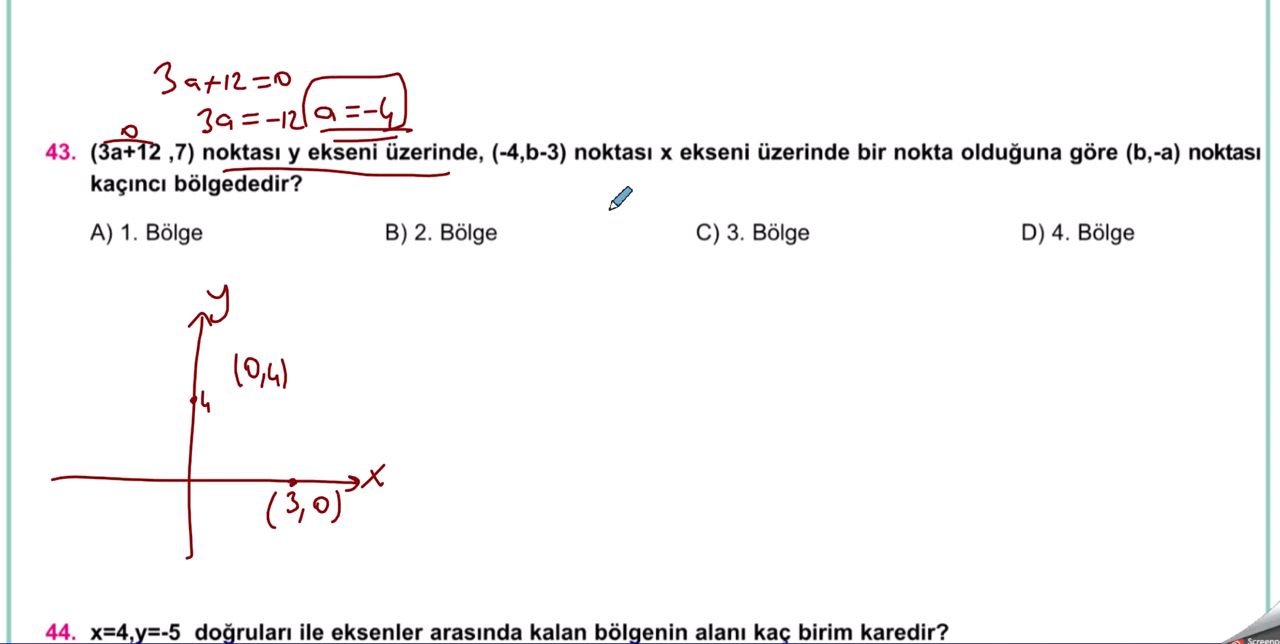 3a+12=0
3a=-12 a=-4
0
43. (3a+12 ,7) noktası y ekseni üzerinde, (-4,b-3) noktası x ekseni üzerinde bir nokta olduğuna göre (b,-a) noktası
kaçıncı bölgededir?
A) 1. Bölge B) 2. Bölge C) 3. Bölge D) 4. Bölge
y
(0,4)
4
x
(3,0)
44. x=4,y=-5 doğruları ile eksenler arasında kalan bölgenin alanı kaç birim karedir?